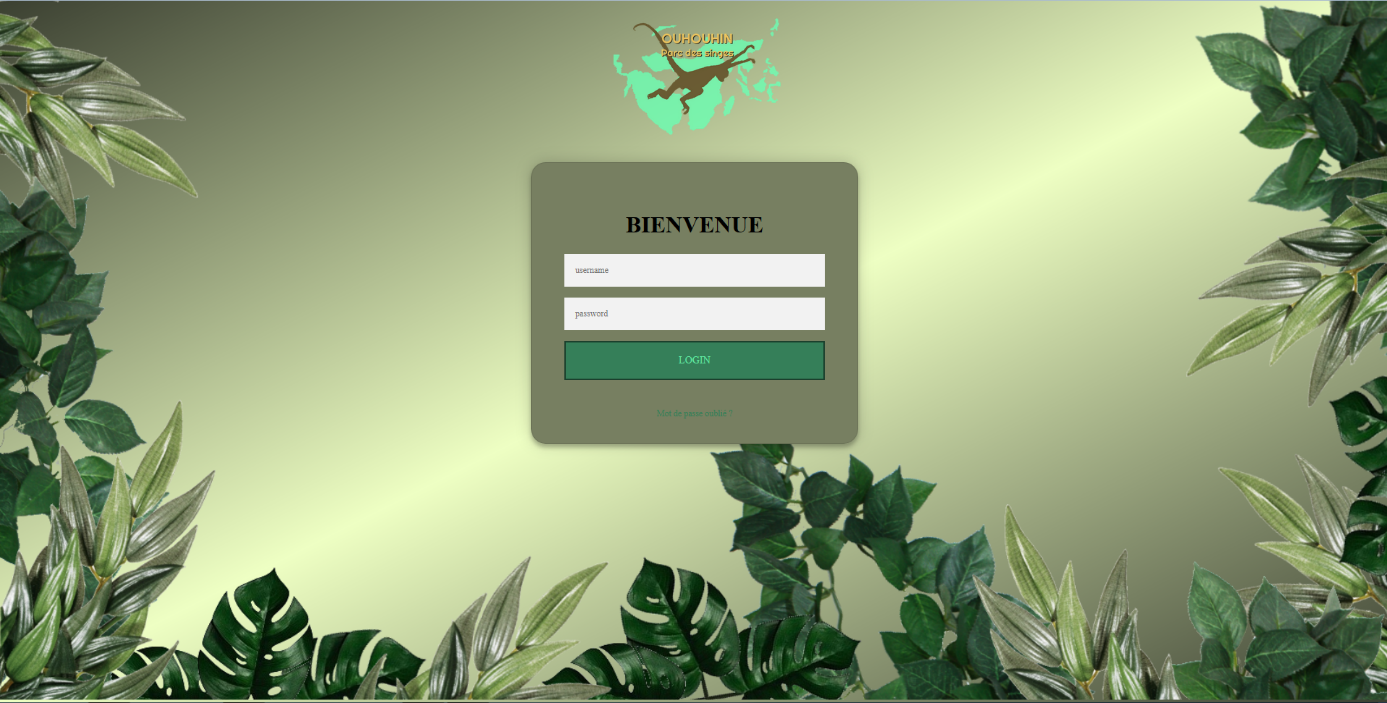 OUHOUHIN
Parc des singes
BIENVENUE
username
password
LOGIN
Mot de passe oublié ?